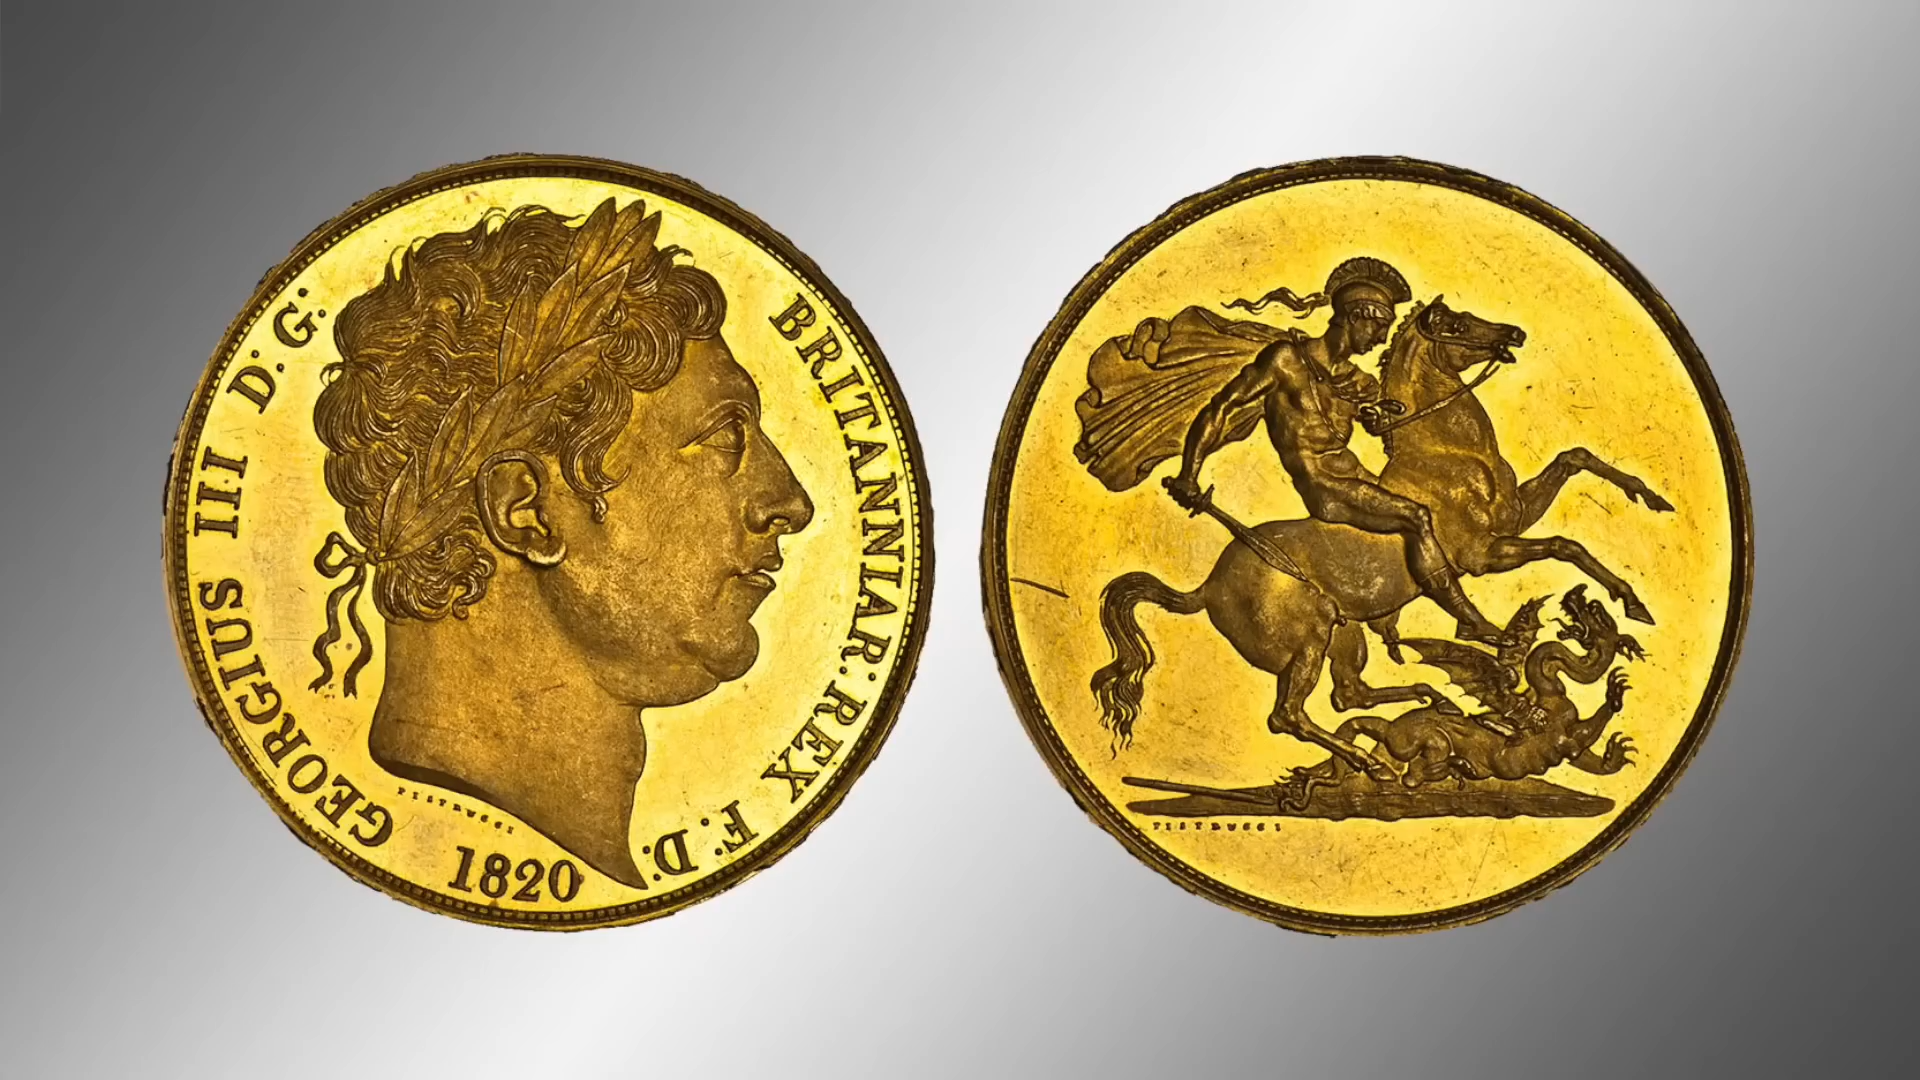 GEORGIUS III D: G: BRITANNIAR: REX F: D:
PISTRUCCI
1820
PISTRUCCI